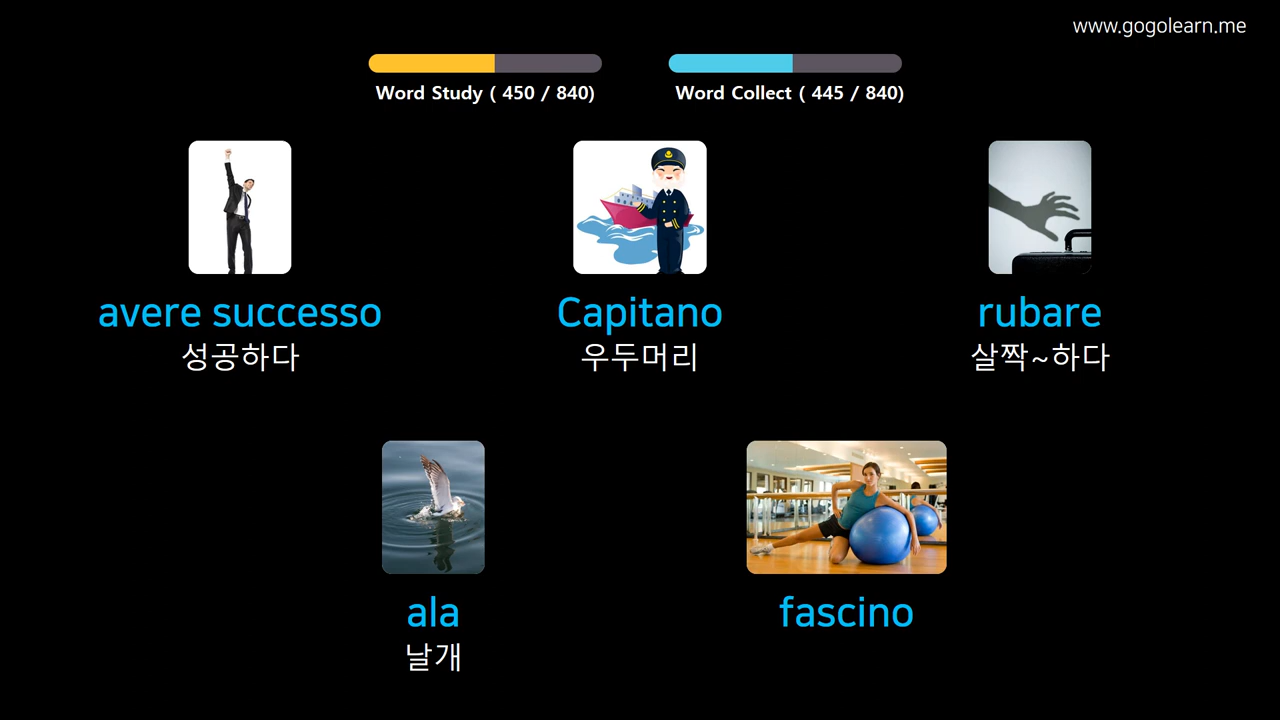 www.gogolearn.me
Word Study ( 450 / 840)
Word Collect ( 445 / 840)
avere successo
성공하다
Capitano
우두머리
rubare
살짝~하다
ala
날개
fascino